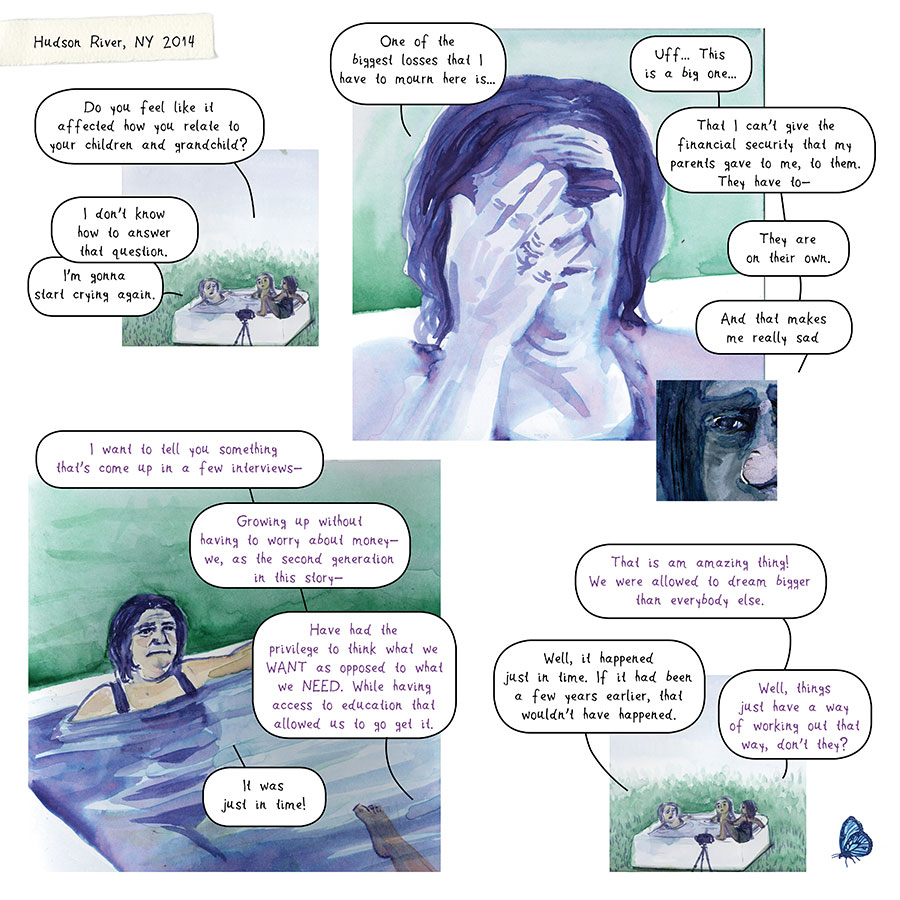 Hudson River, NY 2014
Do you feel like it
affected how you relate to
your children and grandchild?
I don't know
how to answer
that question.
I'm gonna
start crying again.
One of the
biggest losses that I
have to mourn here is...
Uff... This
is a big one...
That I can't give the
financial security that my
parents gave to me, to them.
They have to—
They are
on their own.
And that makes
me really sad
I want to tell you something
that's come up in a few interviews—
Growing up without
having to worry about money—
we, as the second generation
in this story—
Have had the
privilege to think what we
WANT as opposed to what
we NEED. While having
access to education that
allowed us to go get it.
It was
just in time!
That is am amazing thing!
We were allowed to dream bigger
than everybody else.
Well, it happened
just in time. If it had been
a few years earlier, that
wouldn't have happened.
Well, things
just have a way
of working out that
way, don't they?